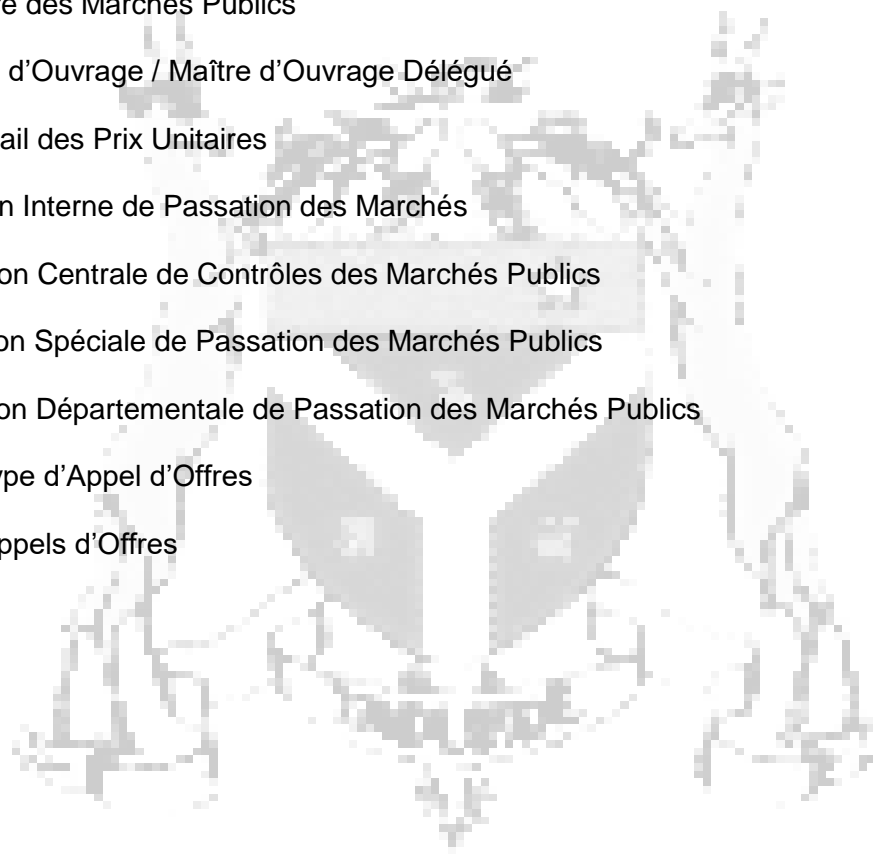 des Marchés Publics
d’Ouvrage / Maître d’Ouvrage Délégué
ail des Prix Unitaires
n Interne de Passation des Marchés
on Centrale de Contrôles des Marchés Publics
on Spéciale de Passation des Marchés Publics
on Départementale de Passation des Marchés Publics
ype d’Appel d’Offres
ppels d’Offres